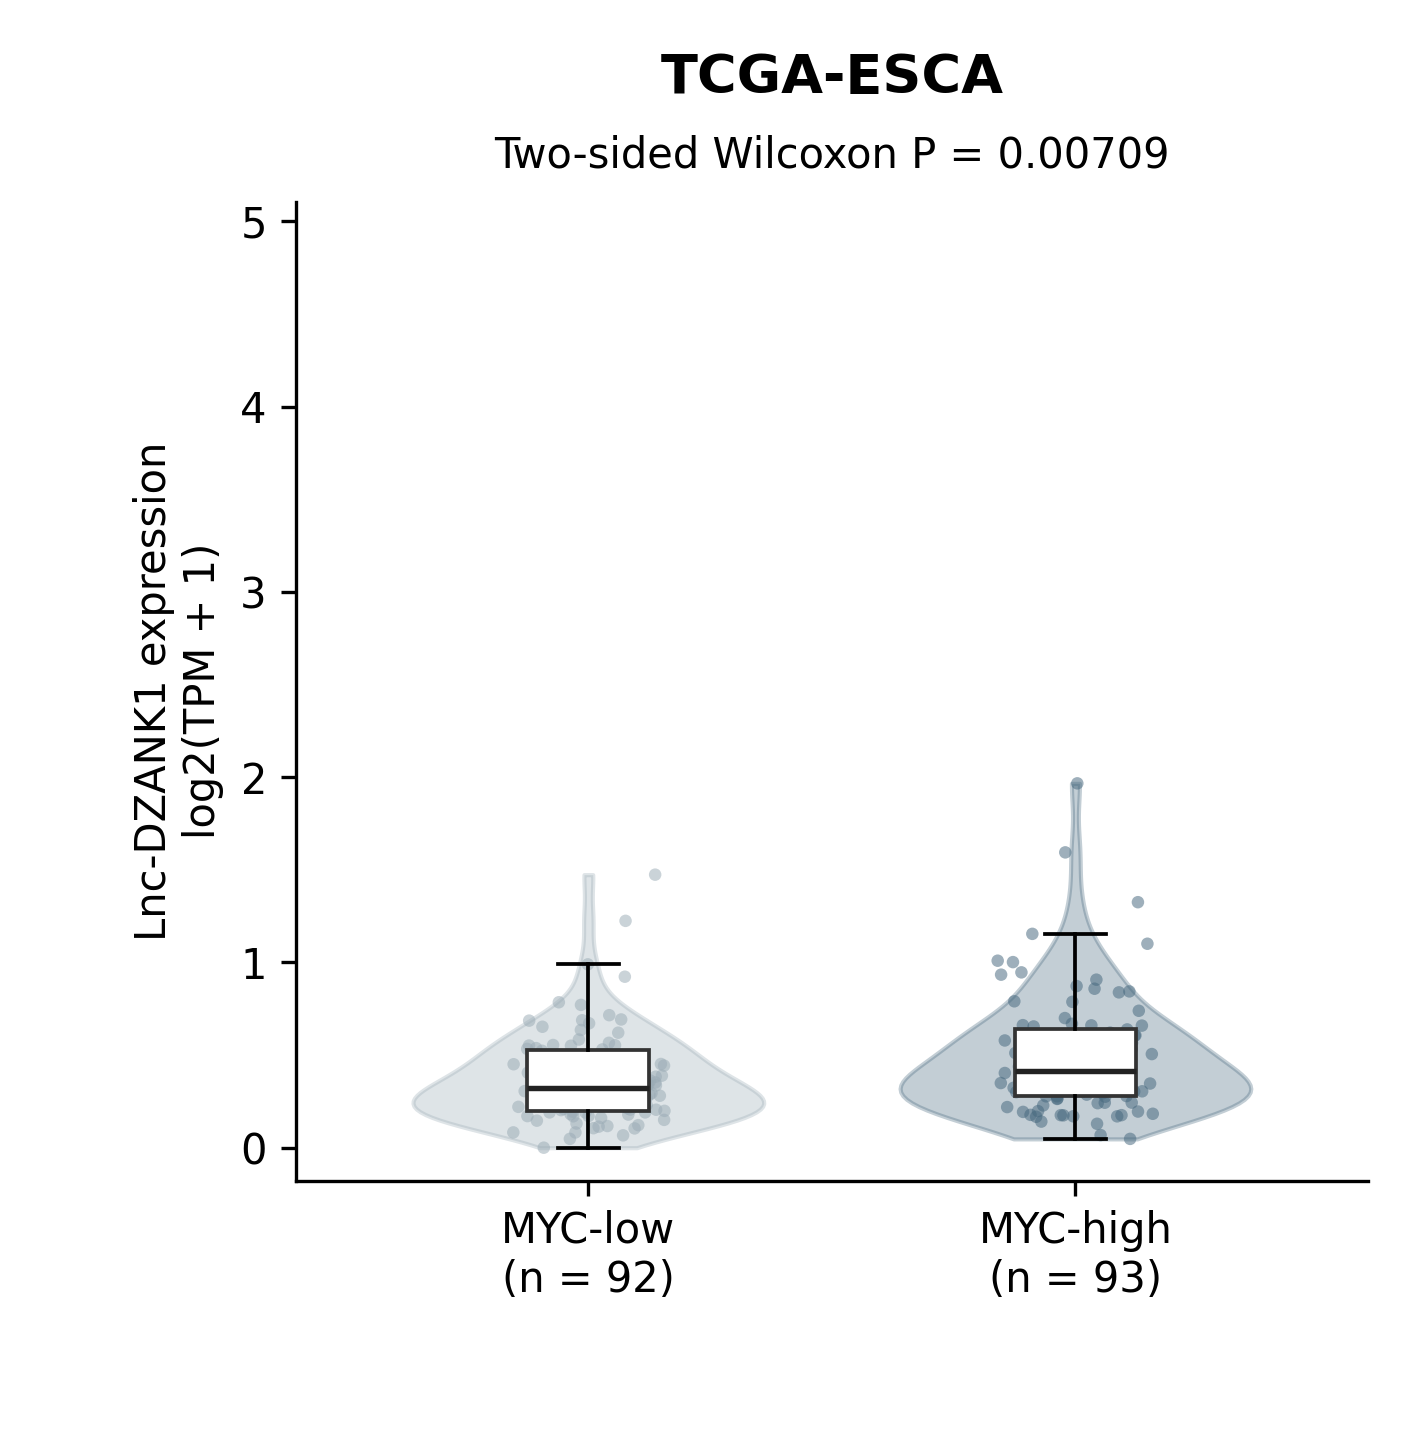 TCGA-ESCA
Two-sided Wilcoxon P = 0.00709
Lnc-DZANK1 expression
log2(TPM + 1)
5
4
3
2
1
0
MYC-low
(n = 92)
MYC-high
(n = 93)